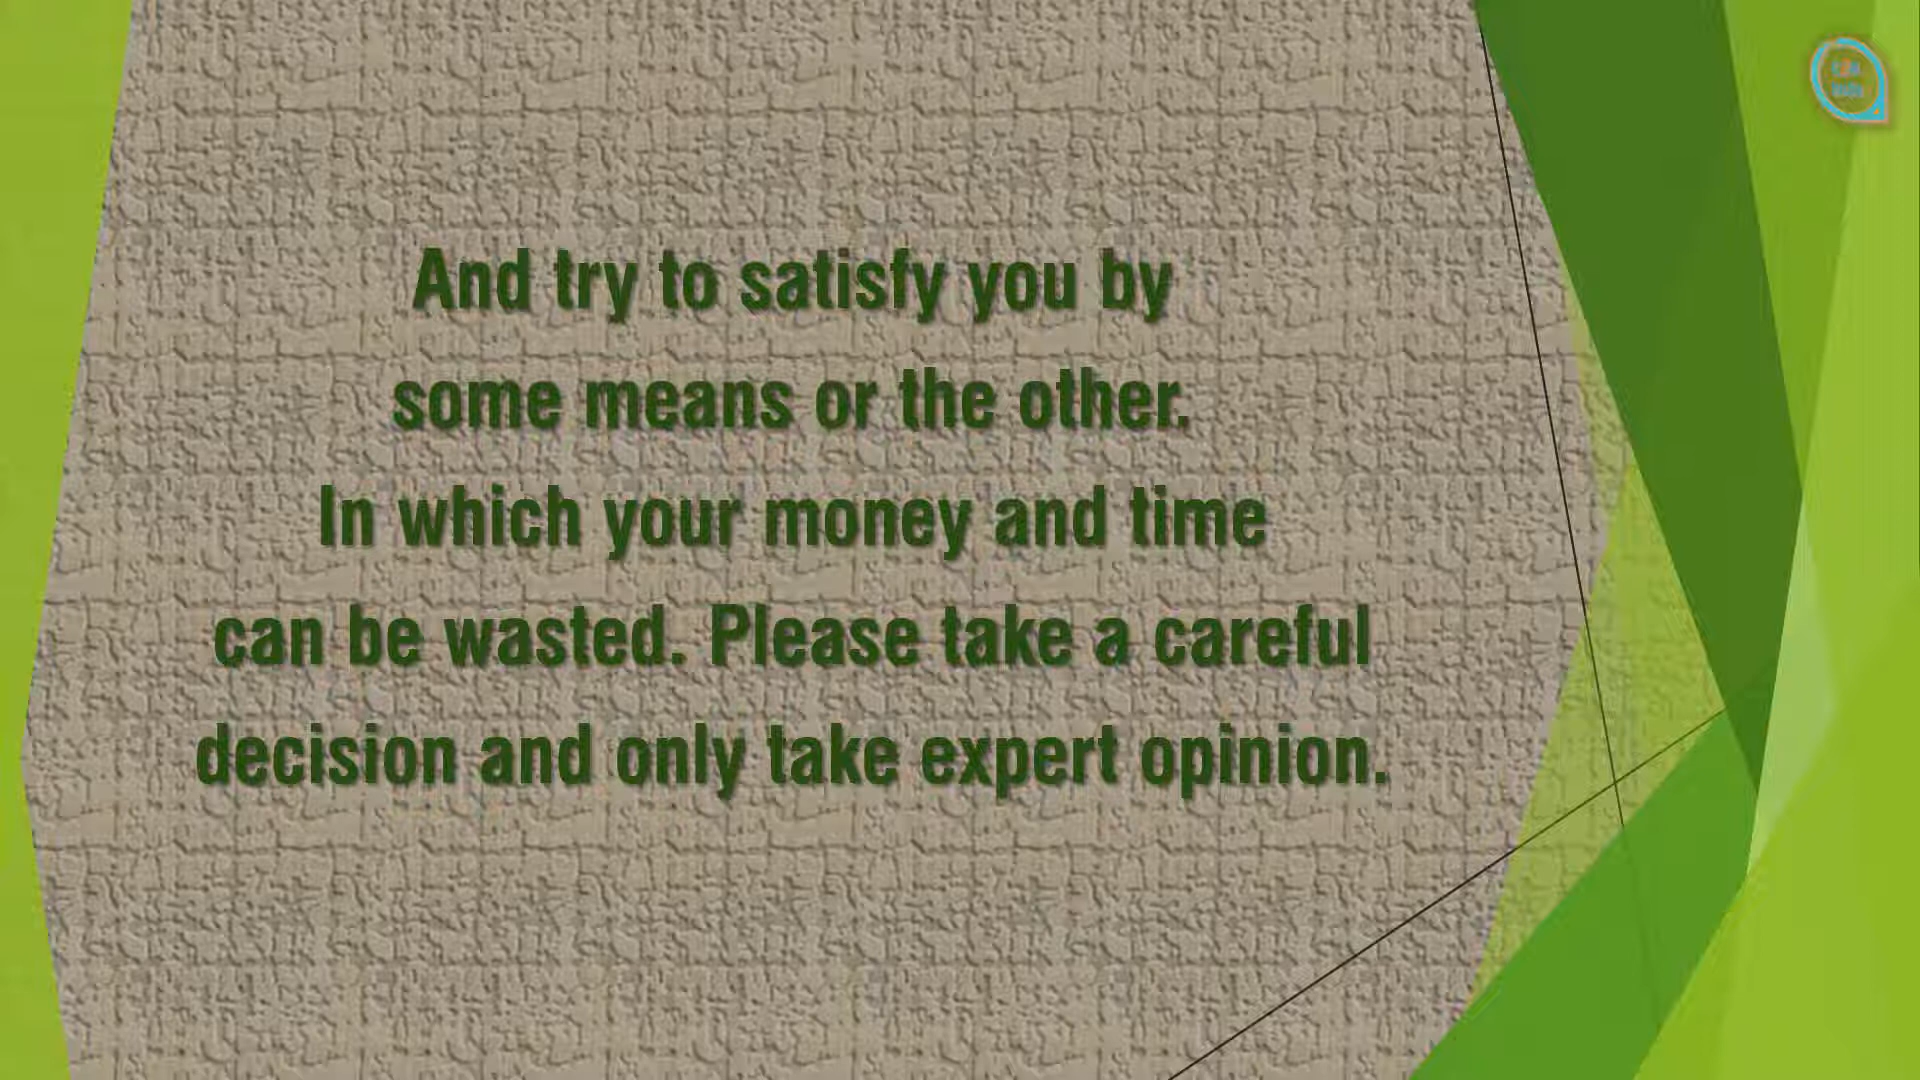 And try to satisfy you by
some means or the other.
In which your money and time
can be wasted. Please take a careful
decision and only take expert opinion.